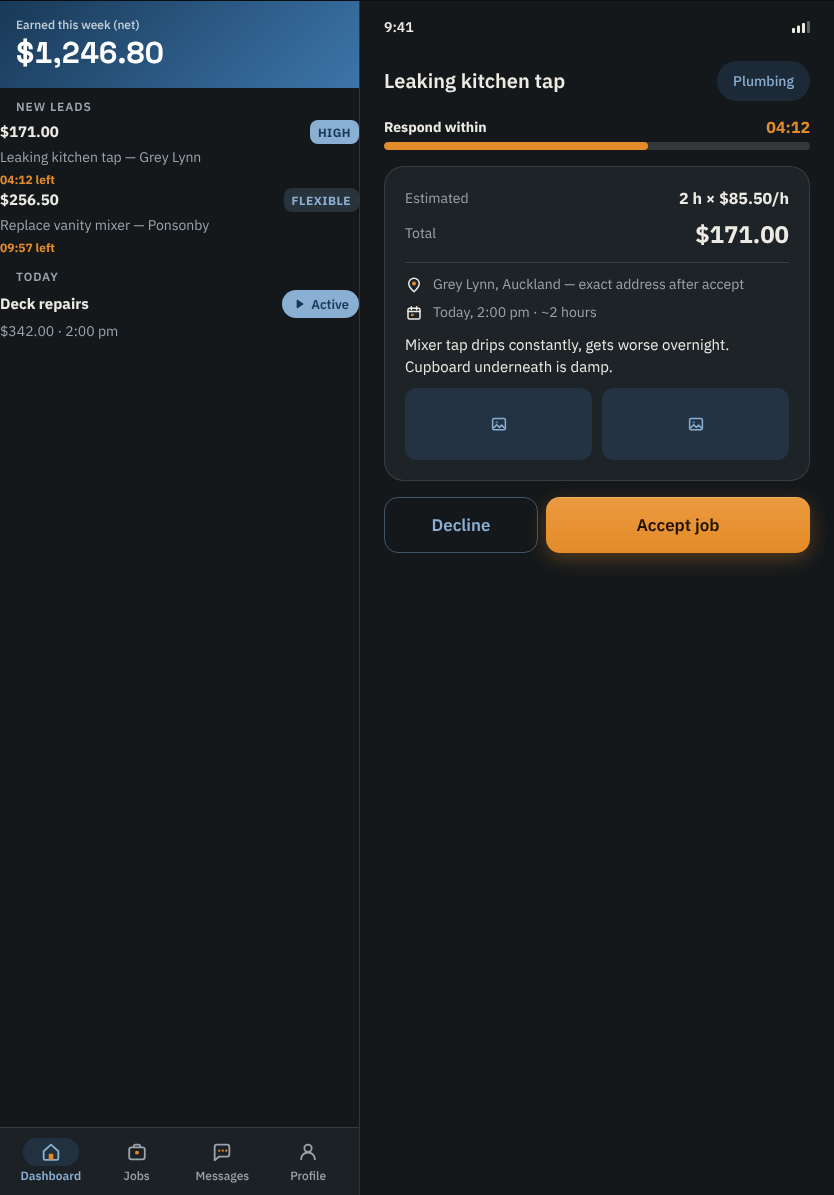 Earned this week (net)
$1,246.80
NEW LEADS
$171.00
HIGH
Leaking kitchen tap — Grey Lynn
04:12 left
$256.50
FLEXIBLE
Replace vanity mixer — Ponsonby
09:57 left
TODAY
Deck repairs
Active
$342.00 · 2:00 pm
Dashboard
Jobs
Messages
Profile
9:41
Leaking kitchen tap
Plumbing
Respond within
04:12
Estimated
2 h × $85.50/h
Total
$171.00
Grey Lynn, Auckland — exact address after accept
Today, 2:00 pm · ~2 hours
Mixer tap drips constantly, gets worse overnight.
Cupboard underneath is damp.
Decline
Accept job